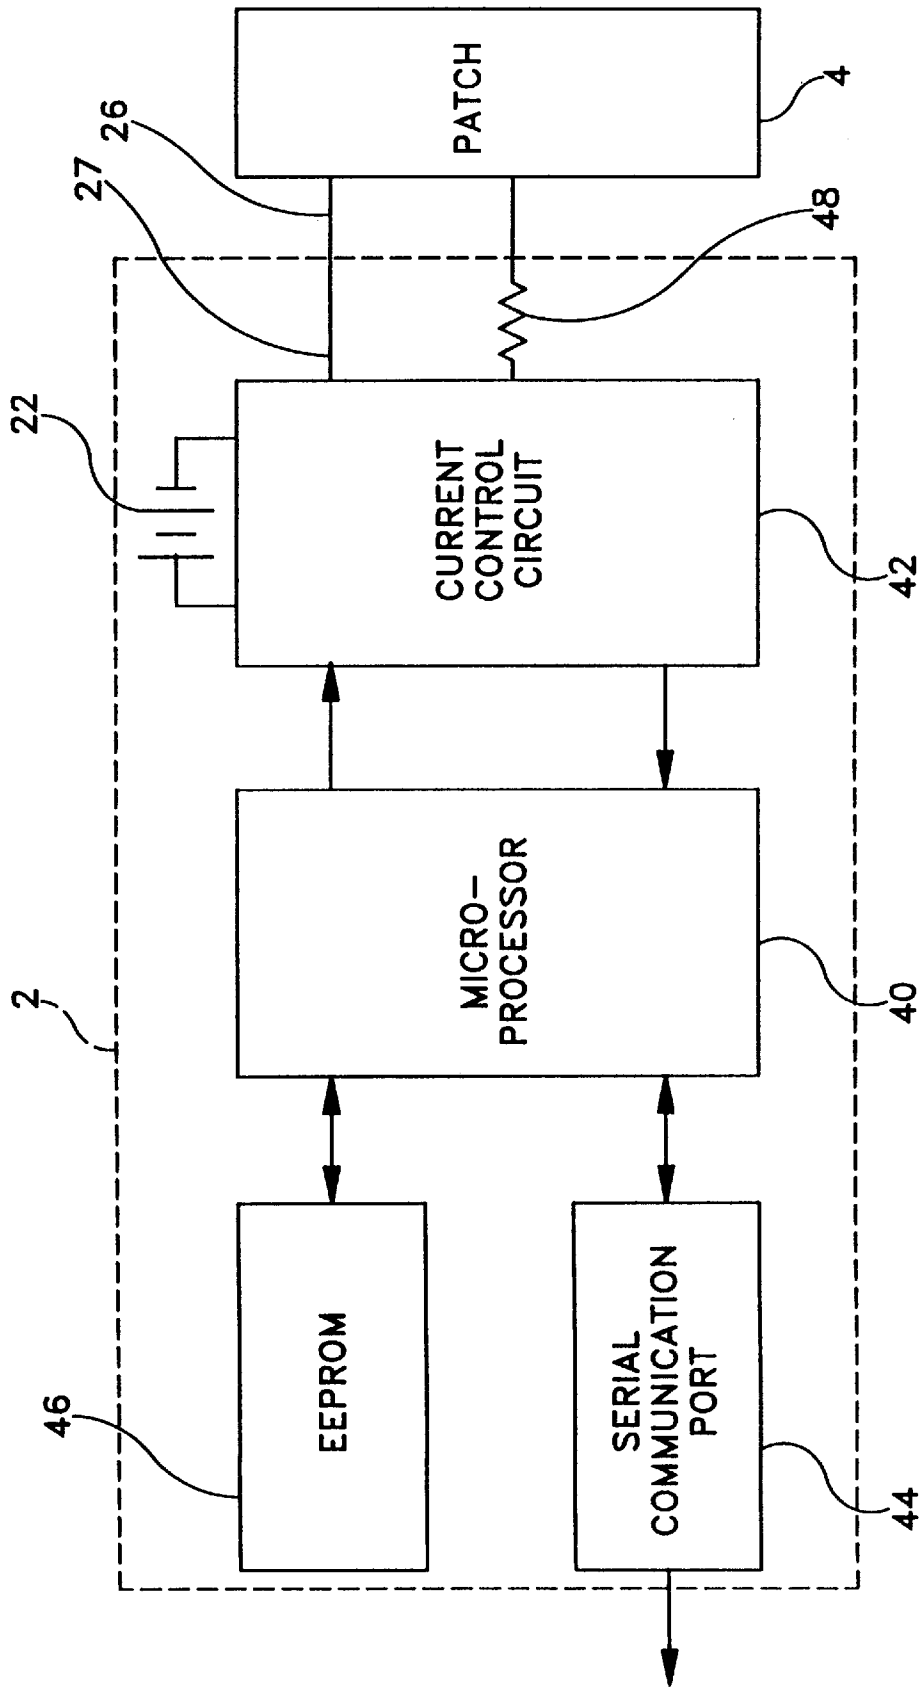 2
22
27
26
46
EEPROM
MICRO-
PROCESSOR
CURRENT
CONTROL
CIRCUIT
PATCH
SERIAL
COMMUNICATION
PORT
44
40
42
48
4